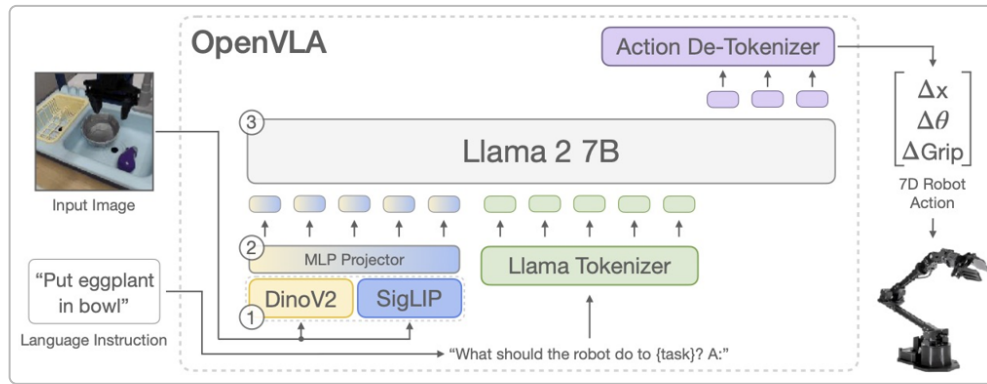 OpenVLA
Action De-Tokenizer
Δx
Δθ
ΔGrip
7D Robot
Action
Input Image
3
Llama 2 7B
2
MLP Projector
Llama Tokenizer
DinoV2
SigLIP
1
“Put eggplant
in bowl”
Language Instruction
“What should the robot do to {task}? A:”